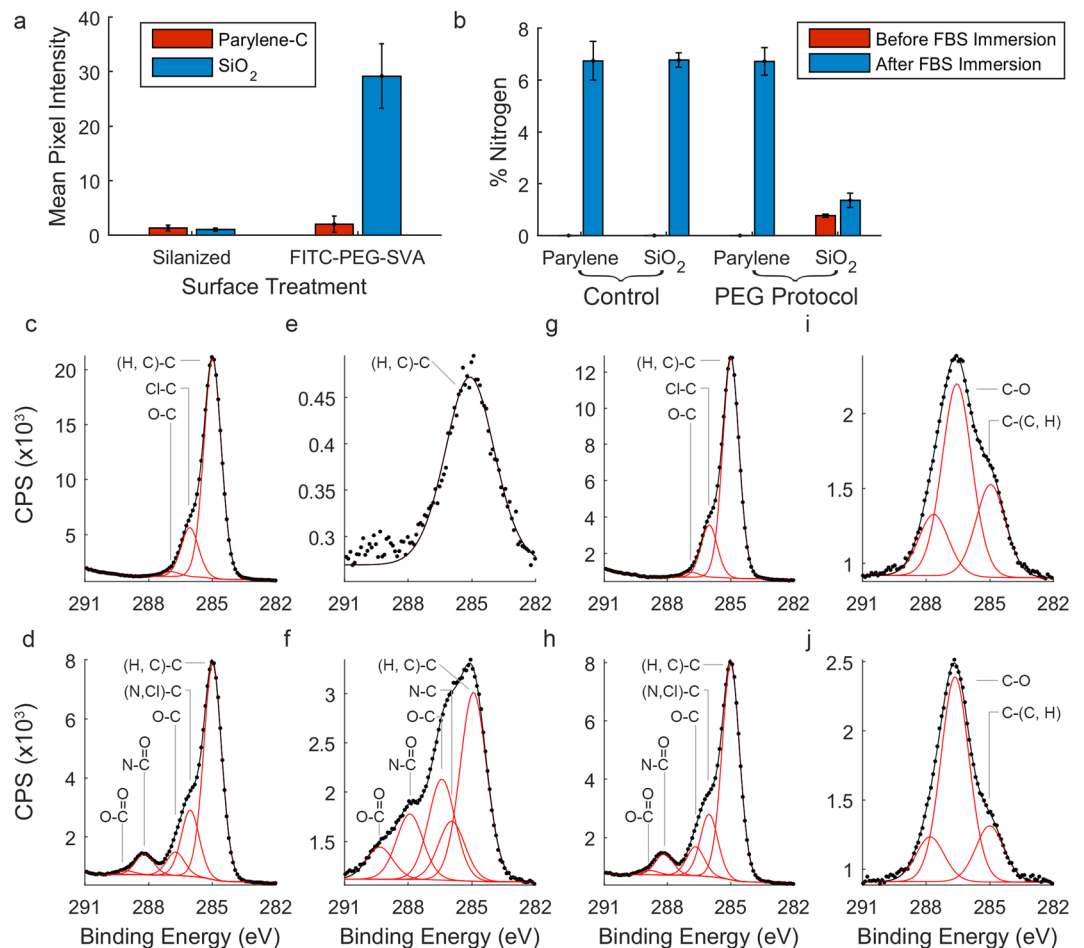 a
Parylene-C
SiO2
Mean Pixel Intensity
40
30
20
10
0
Silanized
FITC-PEG-SVA
Surface Treatment
b
Before FBS Immersion
After FBS Immersion
% Nitrogen
8
6
4
2
0
Parylene SiO2
Parylene SiO2
Control
PEG Protocol
c
(H, C)-C
Cl-C
O-C
CPS (x10^3)
20
15
10
5
291 288 285 282
e
(H, C)-C
0.45
0.4
0.35
0.3
291 288 285 282
g
(H, C)-C
Cl-C
O-C
12
10
8
6
4
2
291 288 285 282
i
C-O
C-(C, H)
2
1.5
1
291 288 285 282
d
(H, C)-C
(N,Cl)-C
O-C
O
N-C
O
O-C
CPS (x10^3)
8
6
4
2
291 288 285 282
Binding Energy (eV)
f
(H, C)-C
N-C
O-C
O
N-C
O
O-C
3
2.5
2
1.5
291 288 285 282
Binding Energy (eV)
h
(H, C)-C
(N,Cl)-C
O-C
O
N-C
O
O-C
8
6
4
2
291 288 285 282
Binding Energy (eV)
j
C-O
C-(C, H)
2.5
2
1.5
1
291 288 285 282
Binding Energy (eV)